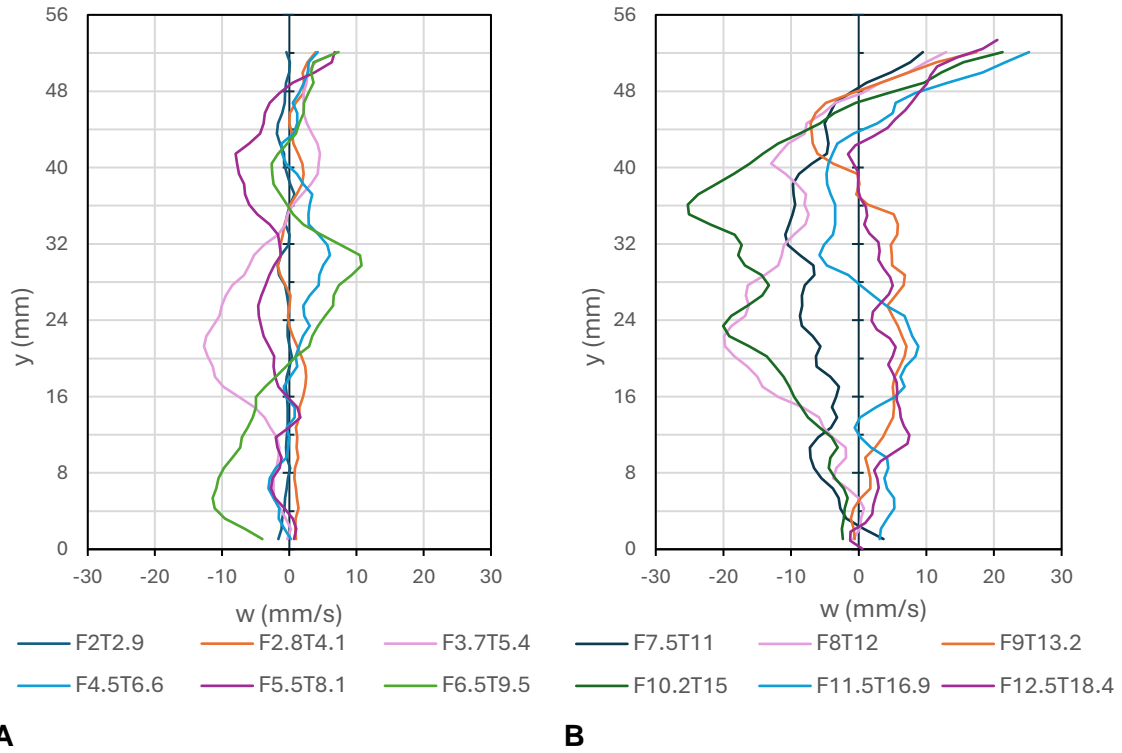 56
48
40
32
24
16
8
0
y (mm)
-30 -20 -10 0 10 20 30
w (mm/s)
F2T2.9 F2.8T4.1 F3.7T5.4
F4.5T6.6 F5.5T8.1 F6.5T9.5
A
56
48
40
32
24
16
8
0
y (mm)
-30 -20 -10 0 10 20 30
w (mm/s)
F7.5T11 F8T12 F9T13.2
F10.2T15 F11.5T16.9 F12.5T18.4
B